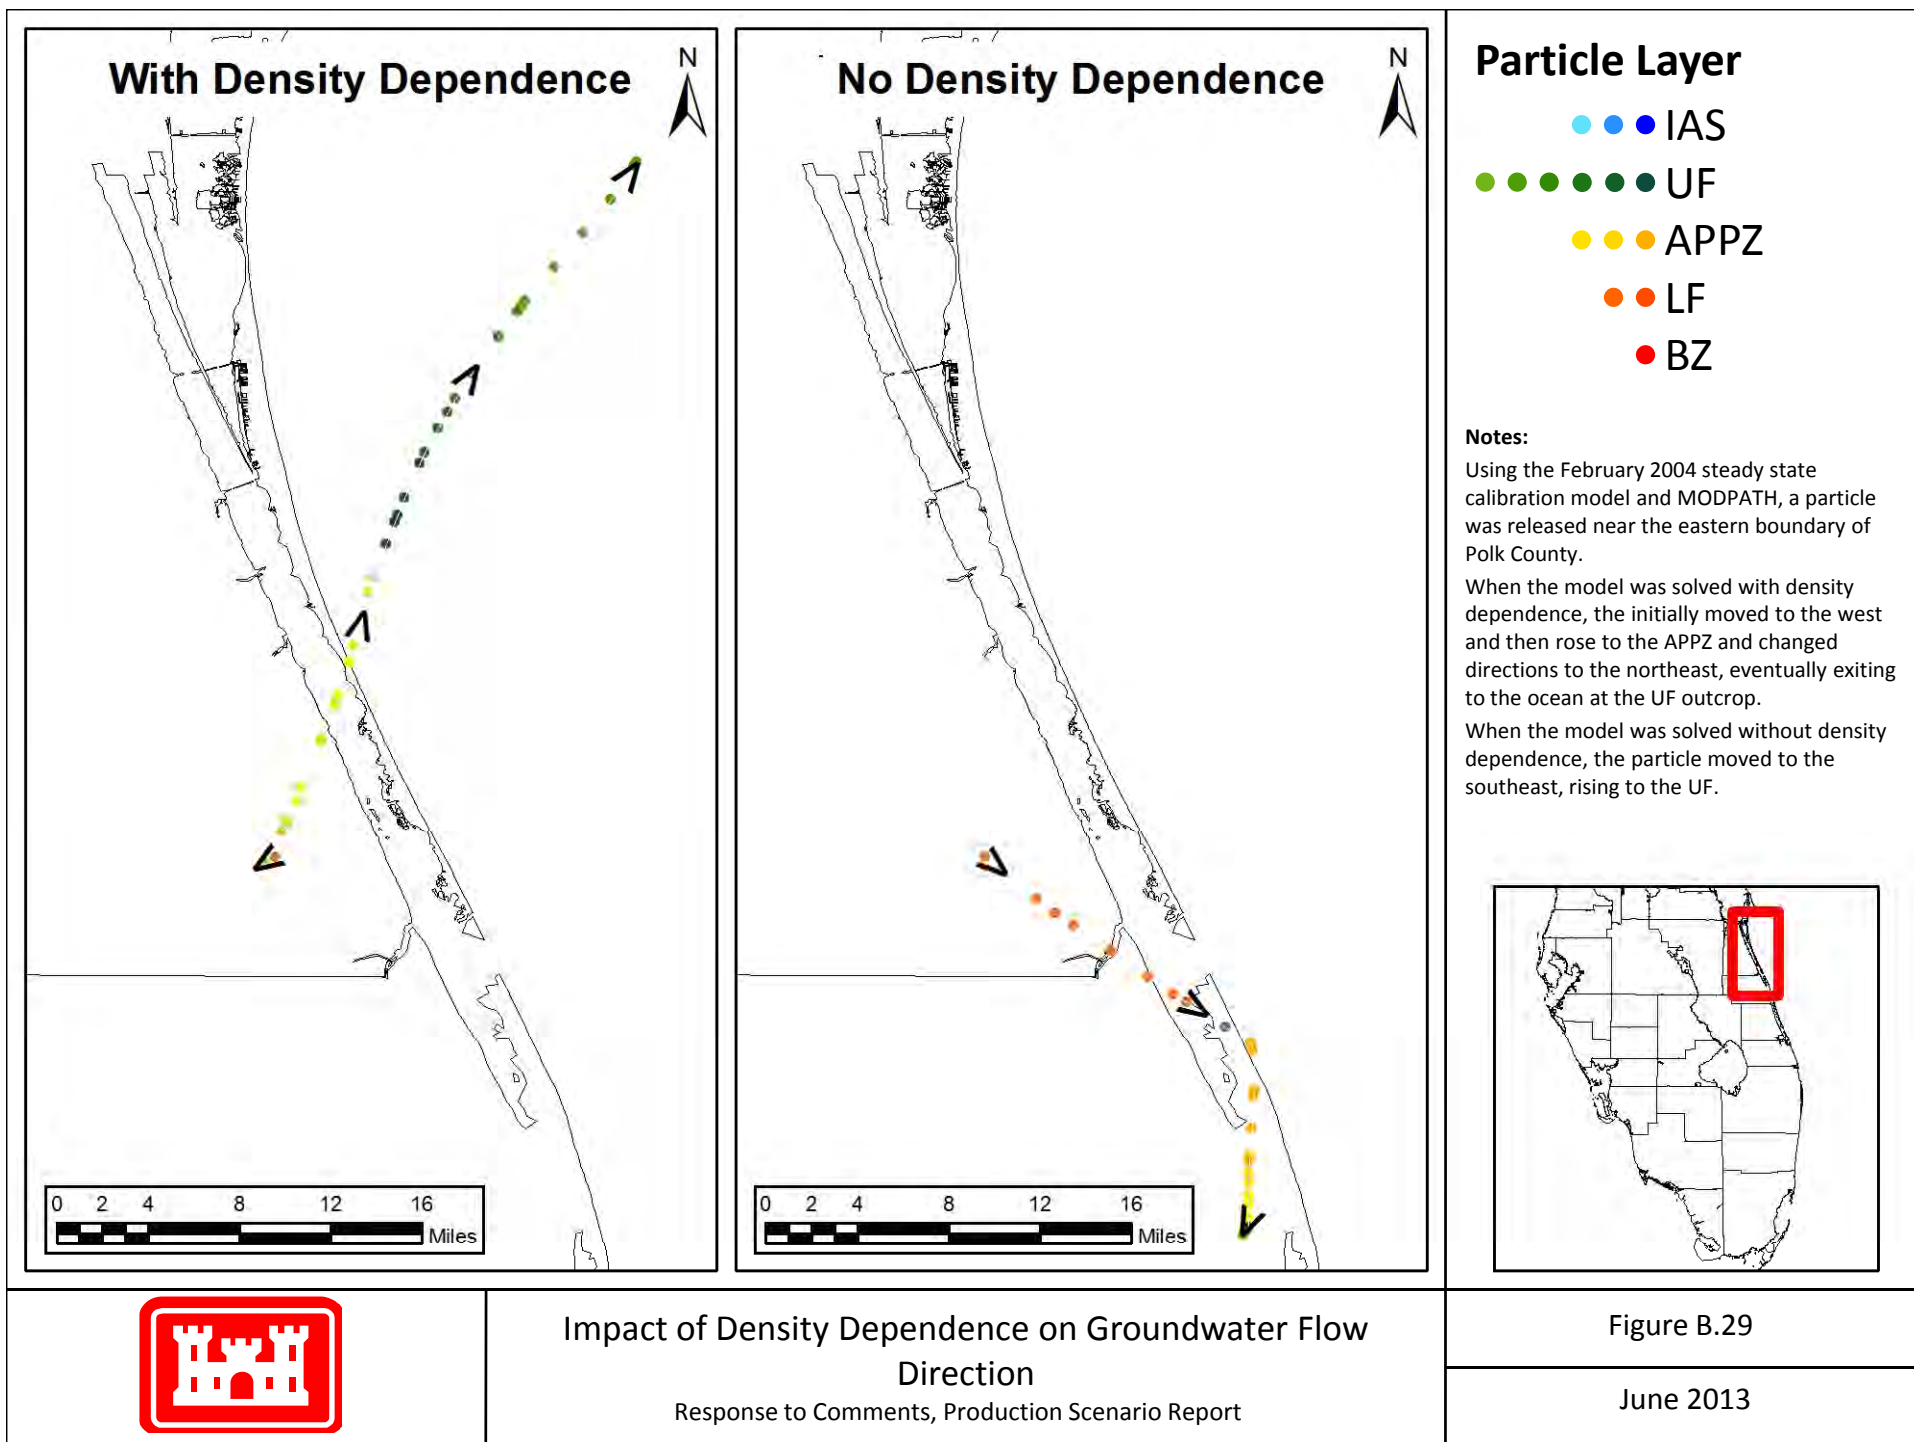 With Density Dependence
N
0 2 4 8 12 16
Miles
No Density Dependence
N
0 2 4 8 12 16
Miles
Particle Layer
IAS
UF
APPZ
LF
BZ
Notes:
Using the February 2004 steady state
calibration model and MODPATH, a particle
was released near the eastern boundary of
Polk County.
When the model was solved with density
dependence, the initially moved to the west
and then rose to the APPZ and changed
directions to the northeast, eventually exiting
to the ocean at the UF outcrop.
When the model was solved without density
dependence, the particle moved to the
southeast, rising to the UF.
Impact of Density Dependence on Groundwater Flow
Direction
Response to Comments, Production Scenario Report
Figure B.29
June 2013